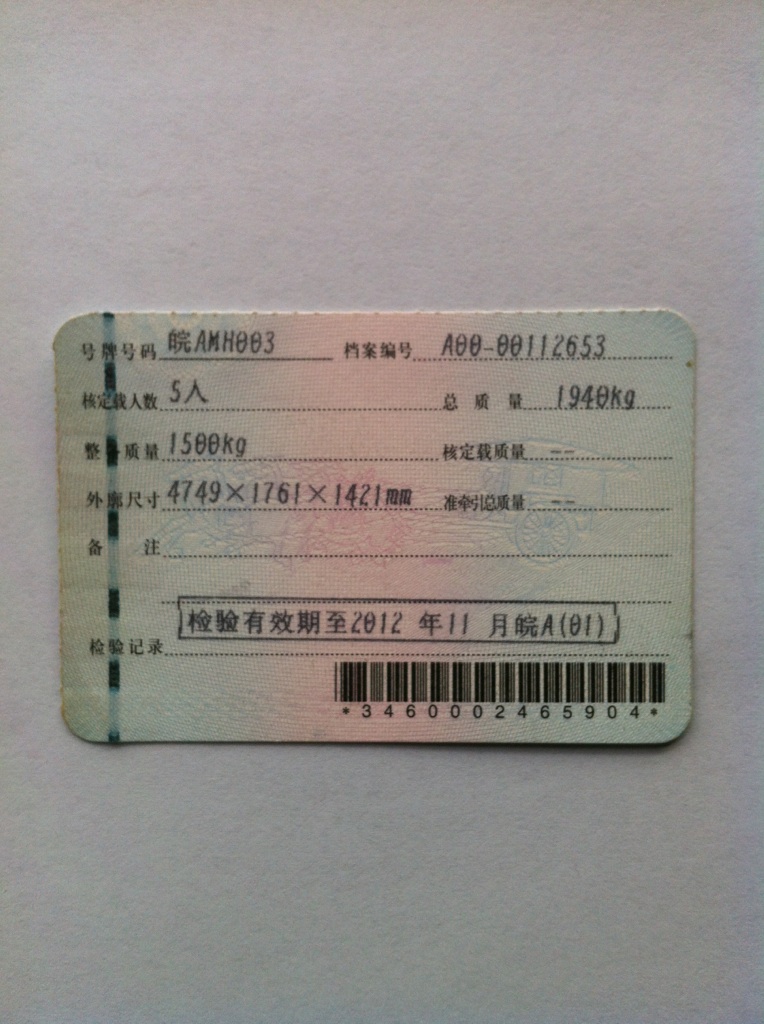 号牌号码 皖AMH003 档案编号 A00-00112653
核定载人数 5人 总质量 1940kg
整备质量 1500kg 核定载质量 --
外廓尺寸 4749×1761×1421mm 准牵引总质量 --
备注
检验记录 检验有效期至2012 年11 月皖A(01)
*3460002465904*